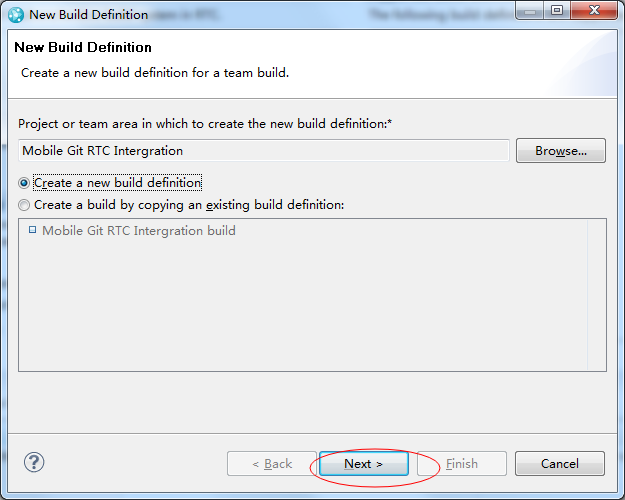 New Build Definition
New Build Definition
Create a new build definition for a team build.
Project or team area in which to create the new build definition:*
Mobile Git RTC Intergration
Browse...
Create a new build definition
Create a build by copying an existing build definition:
Mobile Git RTC Intergration build
?
< Back
Next >
Finish
Cancel